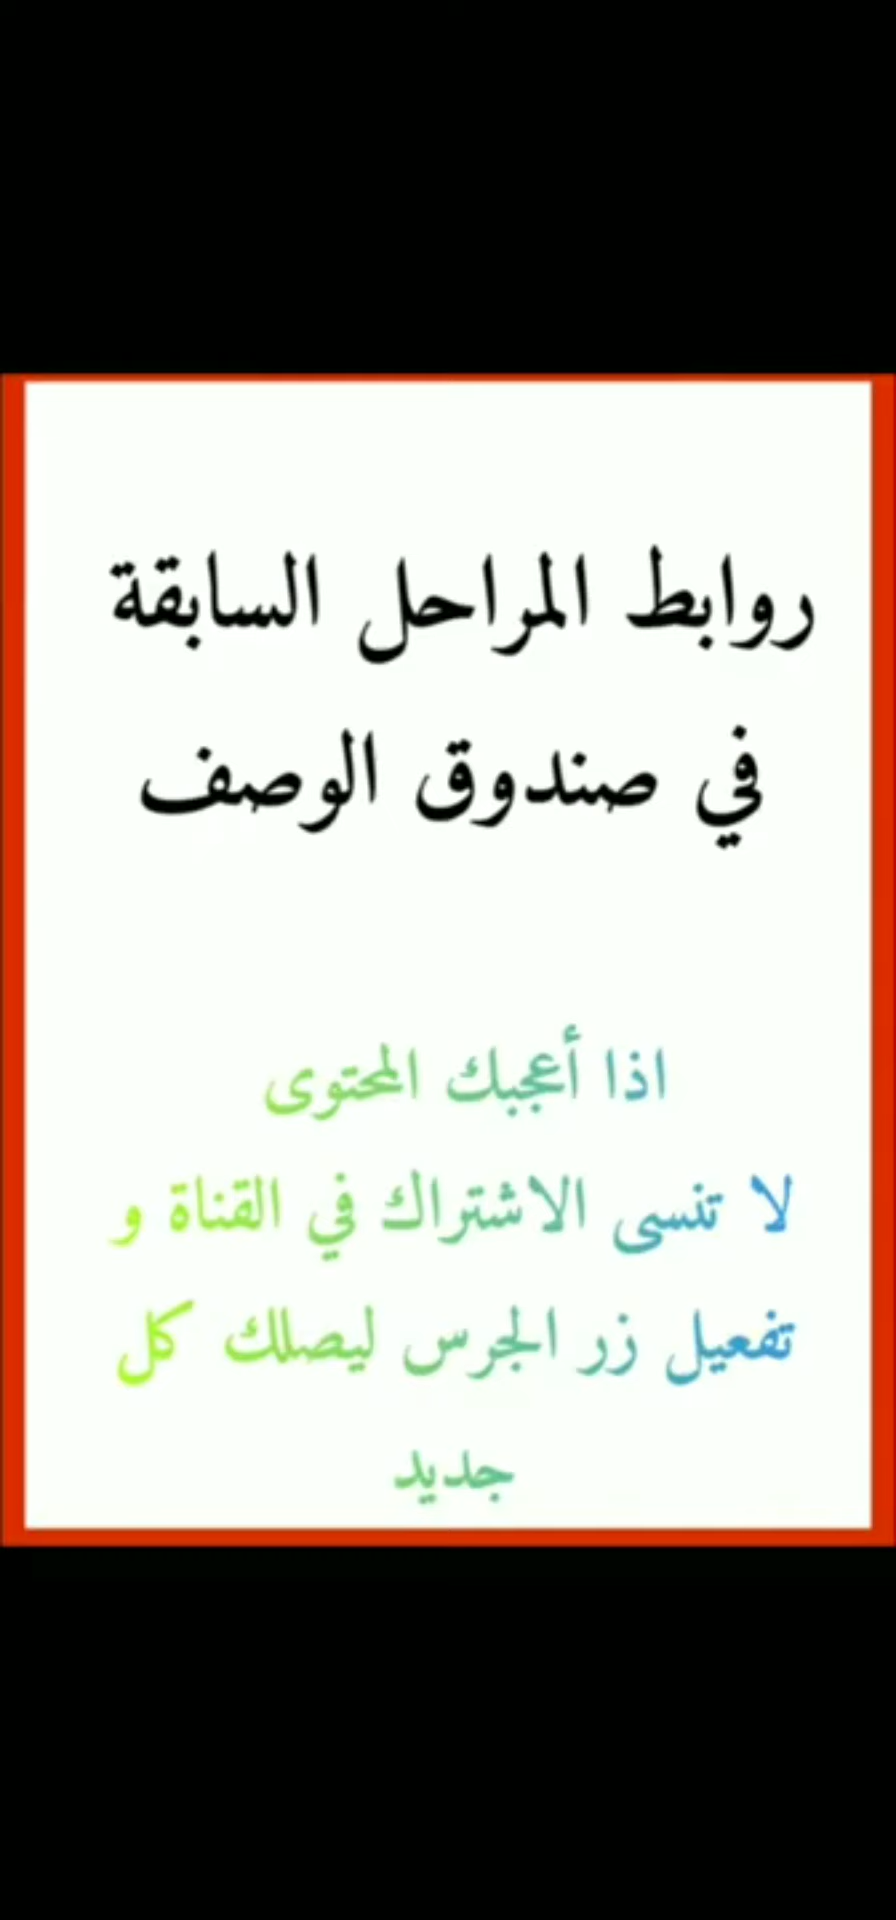 روابط المراحل السابقة
في صندوق الوصف
اذا أعجبك المحتوى
لا تنسى الاشتراك في القناة و
تفعيل زر الجرس ليصلك كل
جديد